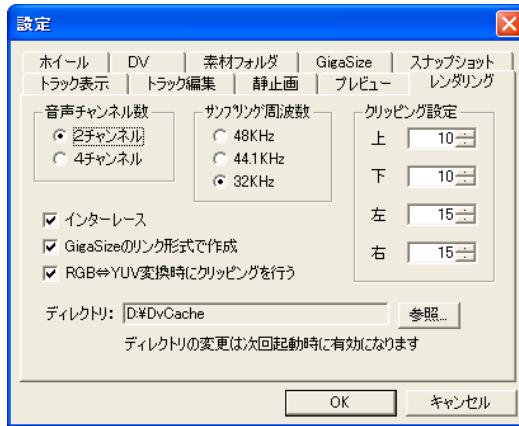 設定
ホイール DV 素材フォルダ GigaSize スナップショット
トラック表示 トラック編集 静止画 プレビュー レンダリング
音声チャンネル数
2チャンネル
4チャンネル
サンプリング周波数
48KHz
44.1KHz
32KHz
クリッピング設定
上 10
下 10
左 15
右 15
インターレース
GigaSizeのリンク形式で作成
RGB⇔YUV変換時にクリッピングを行う
ディレクトリ: D:¥DvCache 参照...
ディレクトリの変更は次回起動時に有効になります
OK キャンセル